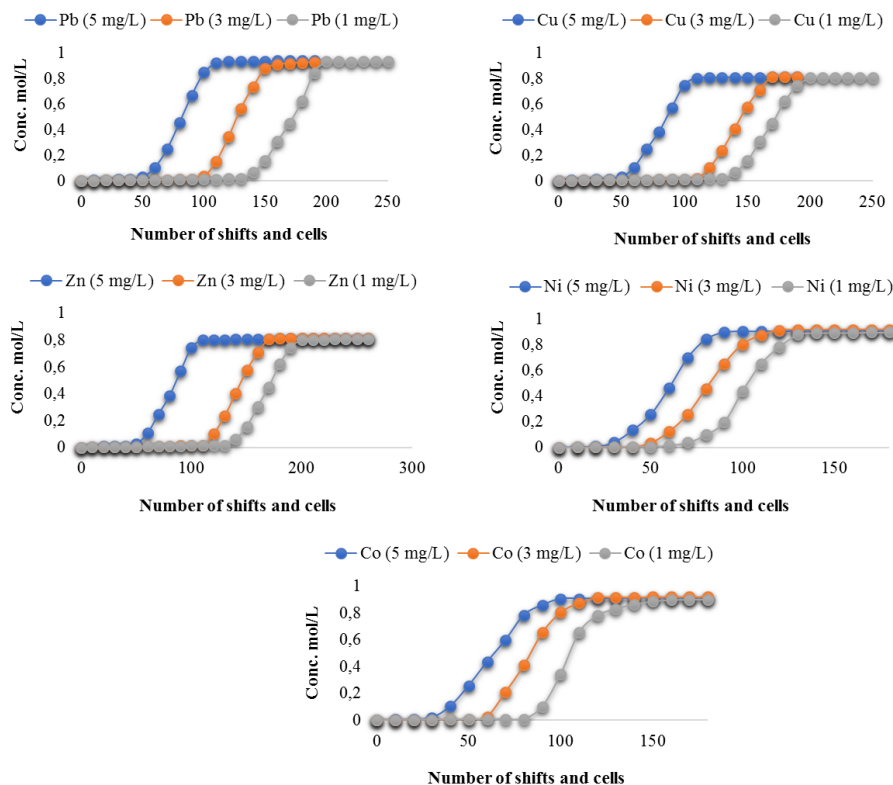 Pb (5 mg/L) Pb (3 mg/L) Pb (1 mg/L)
1
0,8
0,6
0,4
0,2
0
Conc. mol/L
0 50 100 150 200 250
Number of shifts and cells
Cu (5 mg/L) Cu (3 mg/L) Cu (1 mg/L)
1
0,8
0,6
0,4
0,2
0
Conc. mol/L
0 50 100 150 200 250
Number of shifts and cells
Zn (5 mg/L) Zn (3 mg/L) Zn (1 mg/L)
1
0,8
0,6
0,4
0,2
0
Conc. mol/L
0 100 200 300
Number of shifts and cells
Ni (5 mg/L) Ni (3 mg/L) Ni (1 mg/L)
1
0,8
0,6
0,4
0,2
0
Conc. mol/L
0 50 100 150
Number of shifts and cells
Co (5 mg/L) Co (3 mg/L) Co (1 mg/L)
1
0,8
0,6
0,4
0,2
0
Conc. mol/L
0 50 100 150
Number of shifts and cells